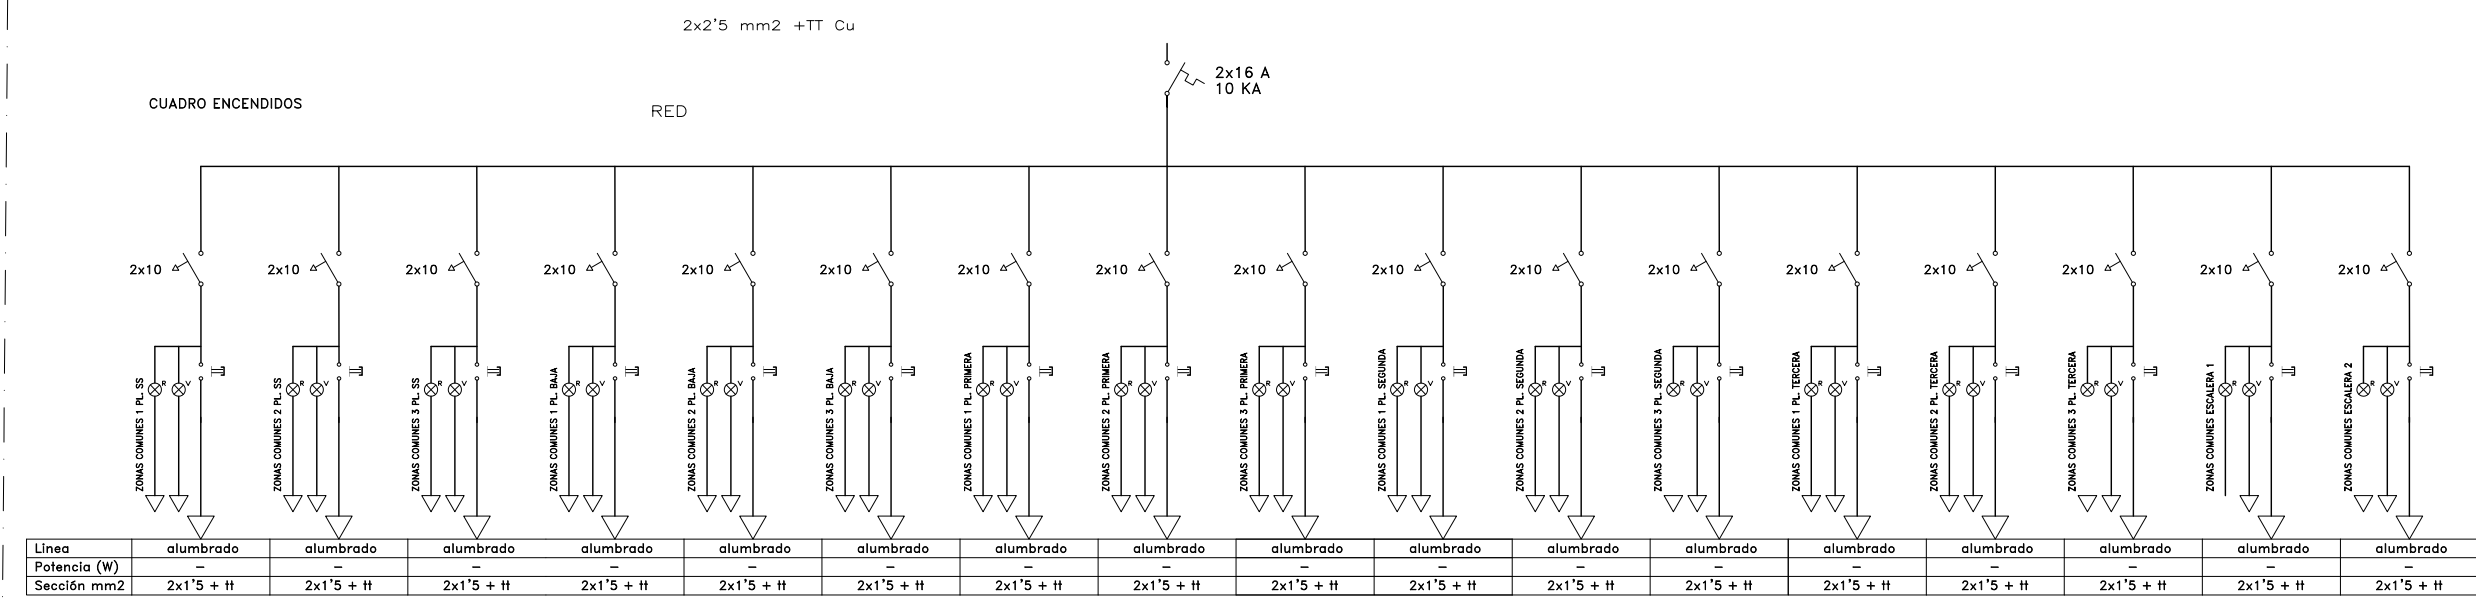 2x2'5 mm2 +TT Cu
2x16 A
10 KA
CUADRO ENCENDIDOS
RED
2x10 2x10 2x10 2x10 2x10 2x10 2x10 2x10 2x10 2x10 2x10 2x10 2x10 2x10 2x10 2x10 2x10
ZONAS COMUNES 1 PL. SS
R V
ZONAS COMUNES 2 PL. SS
R V
ZONAS COMUNES 3 PL. SS
R V
ZONAS COMUNES 1 PL. BAJA
R V
ZONAS COMUNES 2 PL. BAJA
R V
ZONAS COMUNES 3 PL. BAJA
R V
ZONAS COMUNES 1 PL. PRIMERA
R V
ZONAS COMUNES 2 PL. PRIMERA
R V
ZONAS COMUNES 3 PL. PRIMERA
R V
ZONAS COMUNES 1 PL. SEGUNDA
R V
ZONAS COMUNES 2 PL. SEGUNDA
R V
ZONAS COMUNES 3 PL. SEGUNDA
R V
ZONAS COMUNES 1 PL. TERCERA
R V
ZONAS COMUNES 2 PL. TERCERA
R V
ZONAS COMUNES 3 PL. TERCERA
R V
ZONAS COMUNES ESCALERA 1
R V
ZONAS COMUNES ESCALERA 2
R V
Linea alumbrado alumbrado alumbrado alumbrado alumbrado alumbrado alumbrado alumbrado alumbrado alumbrado alumbrado alumbrado alumbrado alumbrado alumbrado alumbrado alumbrado
Potencia (W) – – – – – – – – – – – – – – – – –
Sección mm2 2x1'5 + tt 2x1'5 + tt 2x1'5 + tt 2x1'5 + tt 2x1'5 + tt 2x1'5 + tt 2x1'5 + tt 2x1'5 + tt 2x1'5 + tt 2x1'5 + tt 2x1'5 + tt 2x1'5 + tt 2x1'5 + tt 2x1'5 + tt 2x1'5 + tt 2x1'5 + tt 2x1'5 + tt